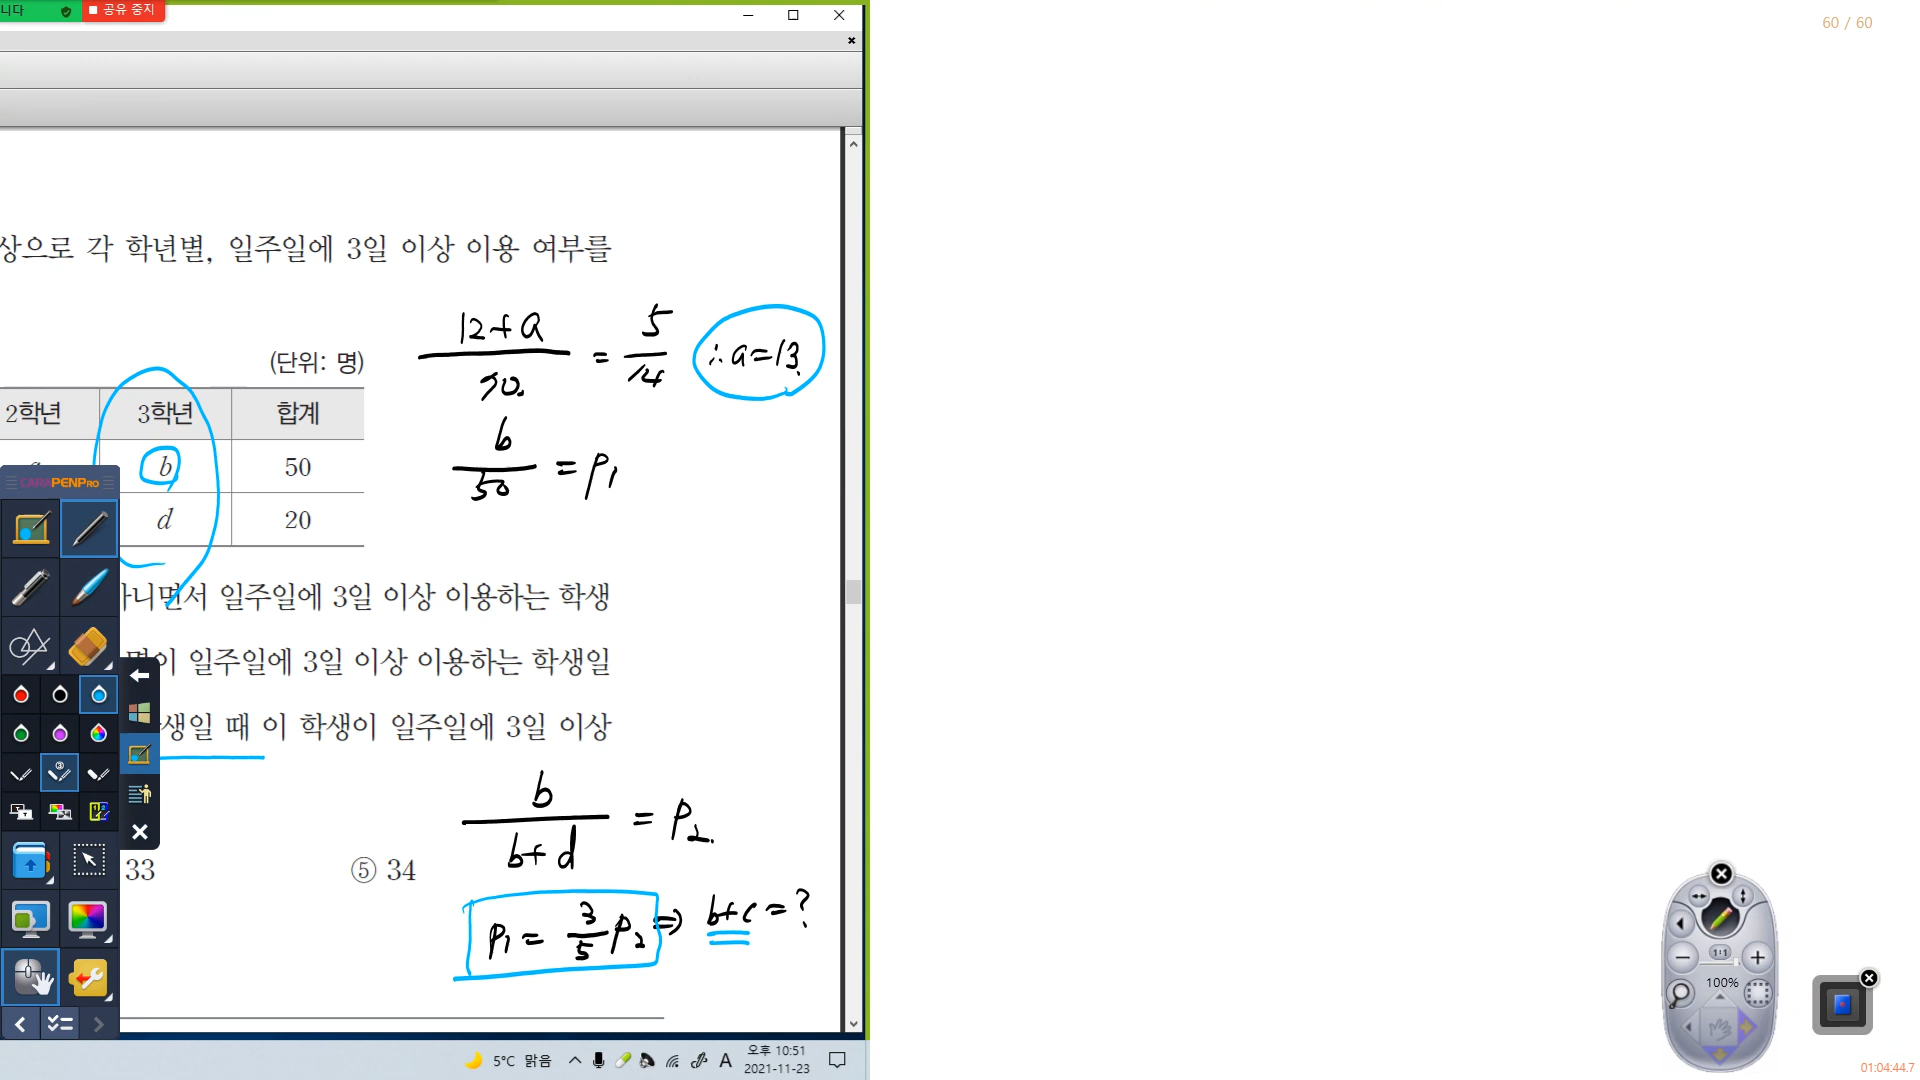 니다
공유 중지
60 / 60
상으로 각 학년별, 일주일에 3일 이상 이용 여부를
12+a
70.
=
5
14
∴a=13.
(단위: 명)
2학년 3학년 합계
b 50
d 20
b
50
=p₁
CARAPENPRO
아니면서 일주일에 3일 이상 이용하는 학생
명이 일주일에 3일 이상 이용하는 학생일
생일 때 이 학생이 일주일에 3일 이상
b
b+d
=P₂.
33
⑤ 34
p₁= 3/5 p₂ ⇒ b+c=?
1:1
100%
5°C 맑음
A
오후 10:51
2021-11-23
01:04:44.7